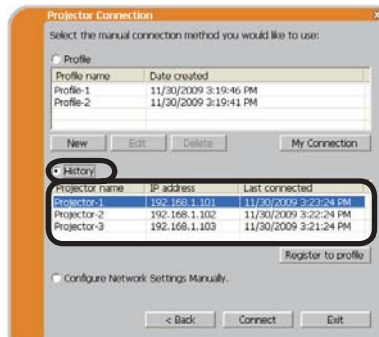 Projector Connection
x
Select the manual connection method you would like to use:
Profile
Profile name Date created
Profile-1 11/30/2009 3:19:46 PM
Profile-2 11/30/2009 3:19:41 PM
New Edit Delete My Connection
History
Projector name IP address Last connected
Projector-1 192.168.1.101 11/30/2009 3:23:24 PM
Projector-2 192.168.1.102 11/30/2009 3:22:24 PM
Projector-3 192.168.1.103 11/30/2009 3:21:24 PM
Register to profile
Configure Network Settings Manually.
< Back Connect Exit